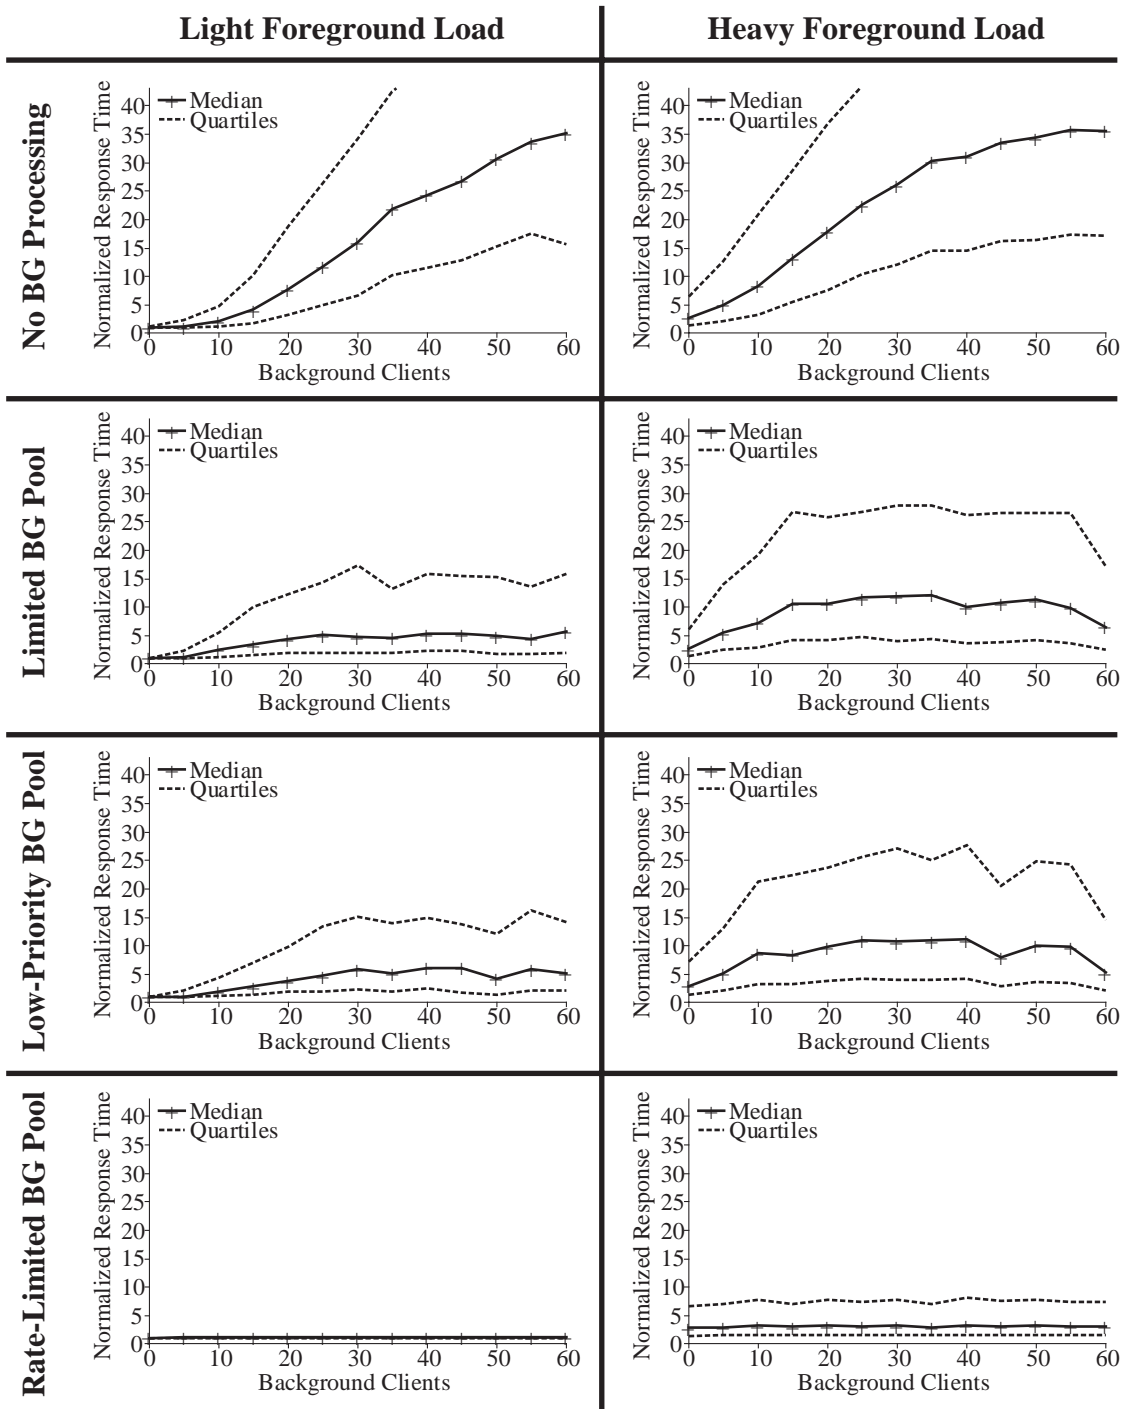 Light Foreground Load
Heavy Foreground Load
No BG Processing
Normalized Response Time
40
35
30
25
20
15
10
5
0
Median
Quartiles
0 10 20 30 40 50 60
Background Clients
Normalized Response Time
40
35
30
25
20
15
10
5
0
Median
Quartiles
0 10 20 30 40 50 60
Background Clients
Limited BG Pool
Normalized Response Time
40
35
30
25
20
15
10
5
0
Median
Quartiles
0 10 20 30 40 50 60
Background Clients
Normalized Response Time
40
35
30
25
20
15
10
5
0
Median
Quartiles
0 10 20 30 40 50 60
Background Clients
Low-Priority BG Pool
Normalized Response Time
40
35
30
25
20
15
10
5
0
Median
Quartiles
0 10 20 30 40 50 60
Background Clients
Normalized Response Time
40
35
30
25
20
15
10
5
0
Median
Quartiles
0 10 20 30 40 50 60
Background Clients
Rate-Limited BG Pool
Normalized Response Time
40
35
30
25
20
15
10
5
0
Median
Quartiles
0 10 20 30 40 50 60
Background Clients
Normalized Response Time
40
35
30
25
20
15
10
5
0
Median
Quartiles
0 10 20 30 40 50 60
Background Clients